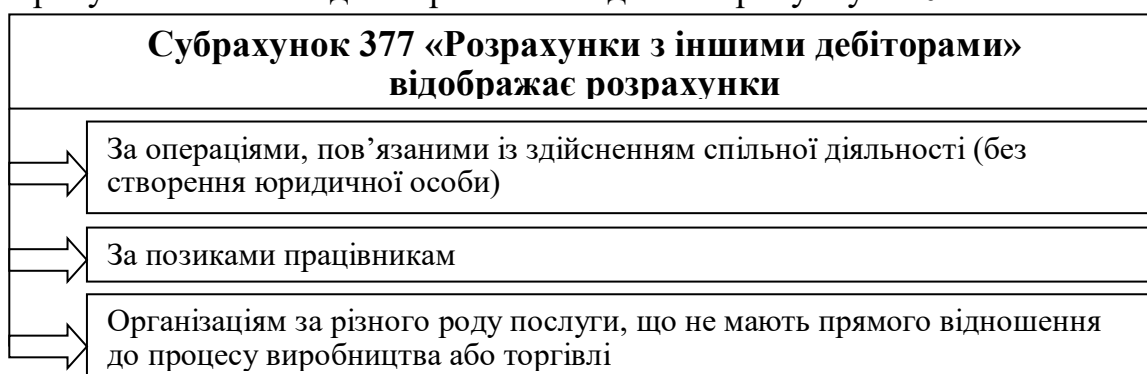 Субрахунок 377 «Розрахунки з іншими дебіторами»
відображає розрахунки
За операціями, пов’язаними із здійсненням спільної діяльності (без
створення юридичної особи)
За позиками працівникам
Організаціям за різного роду послуги, що не мають прямого відношення
до процесу виробництва або торгівлі